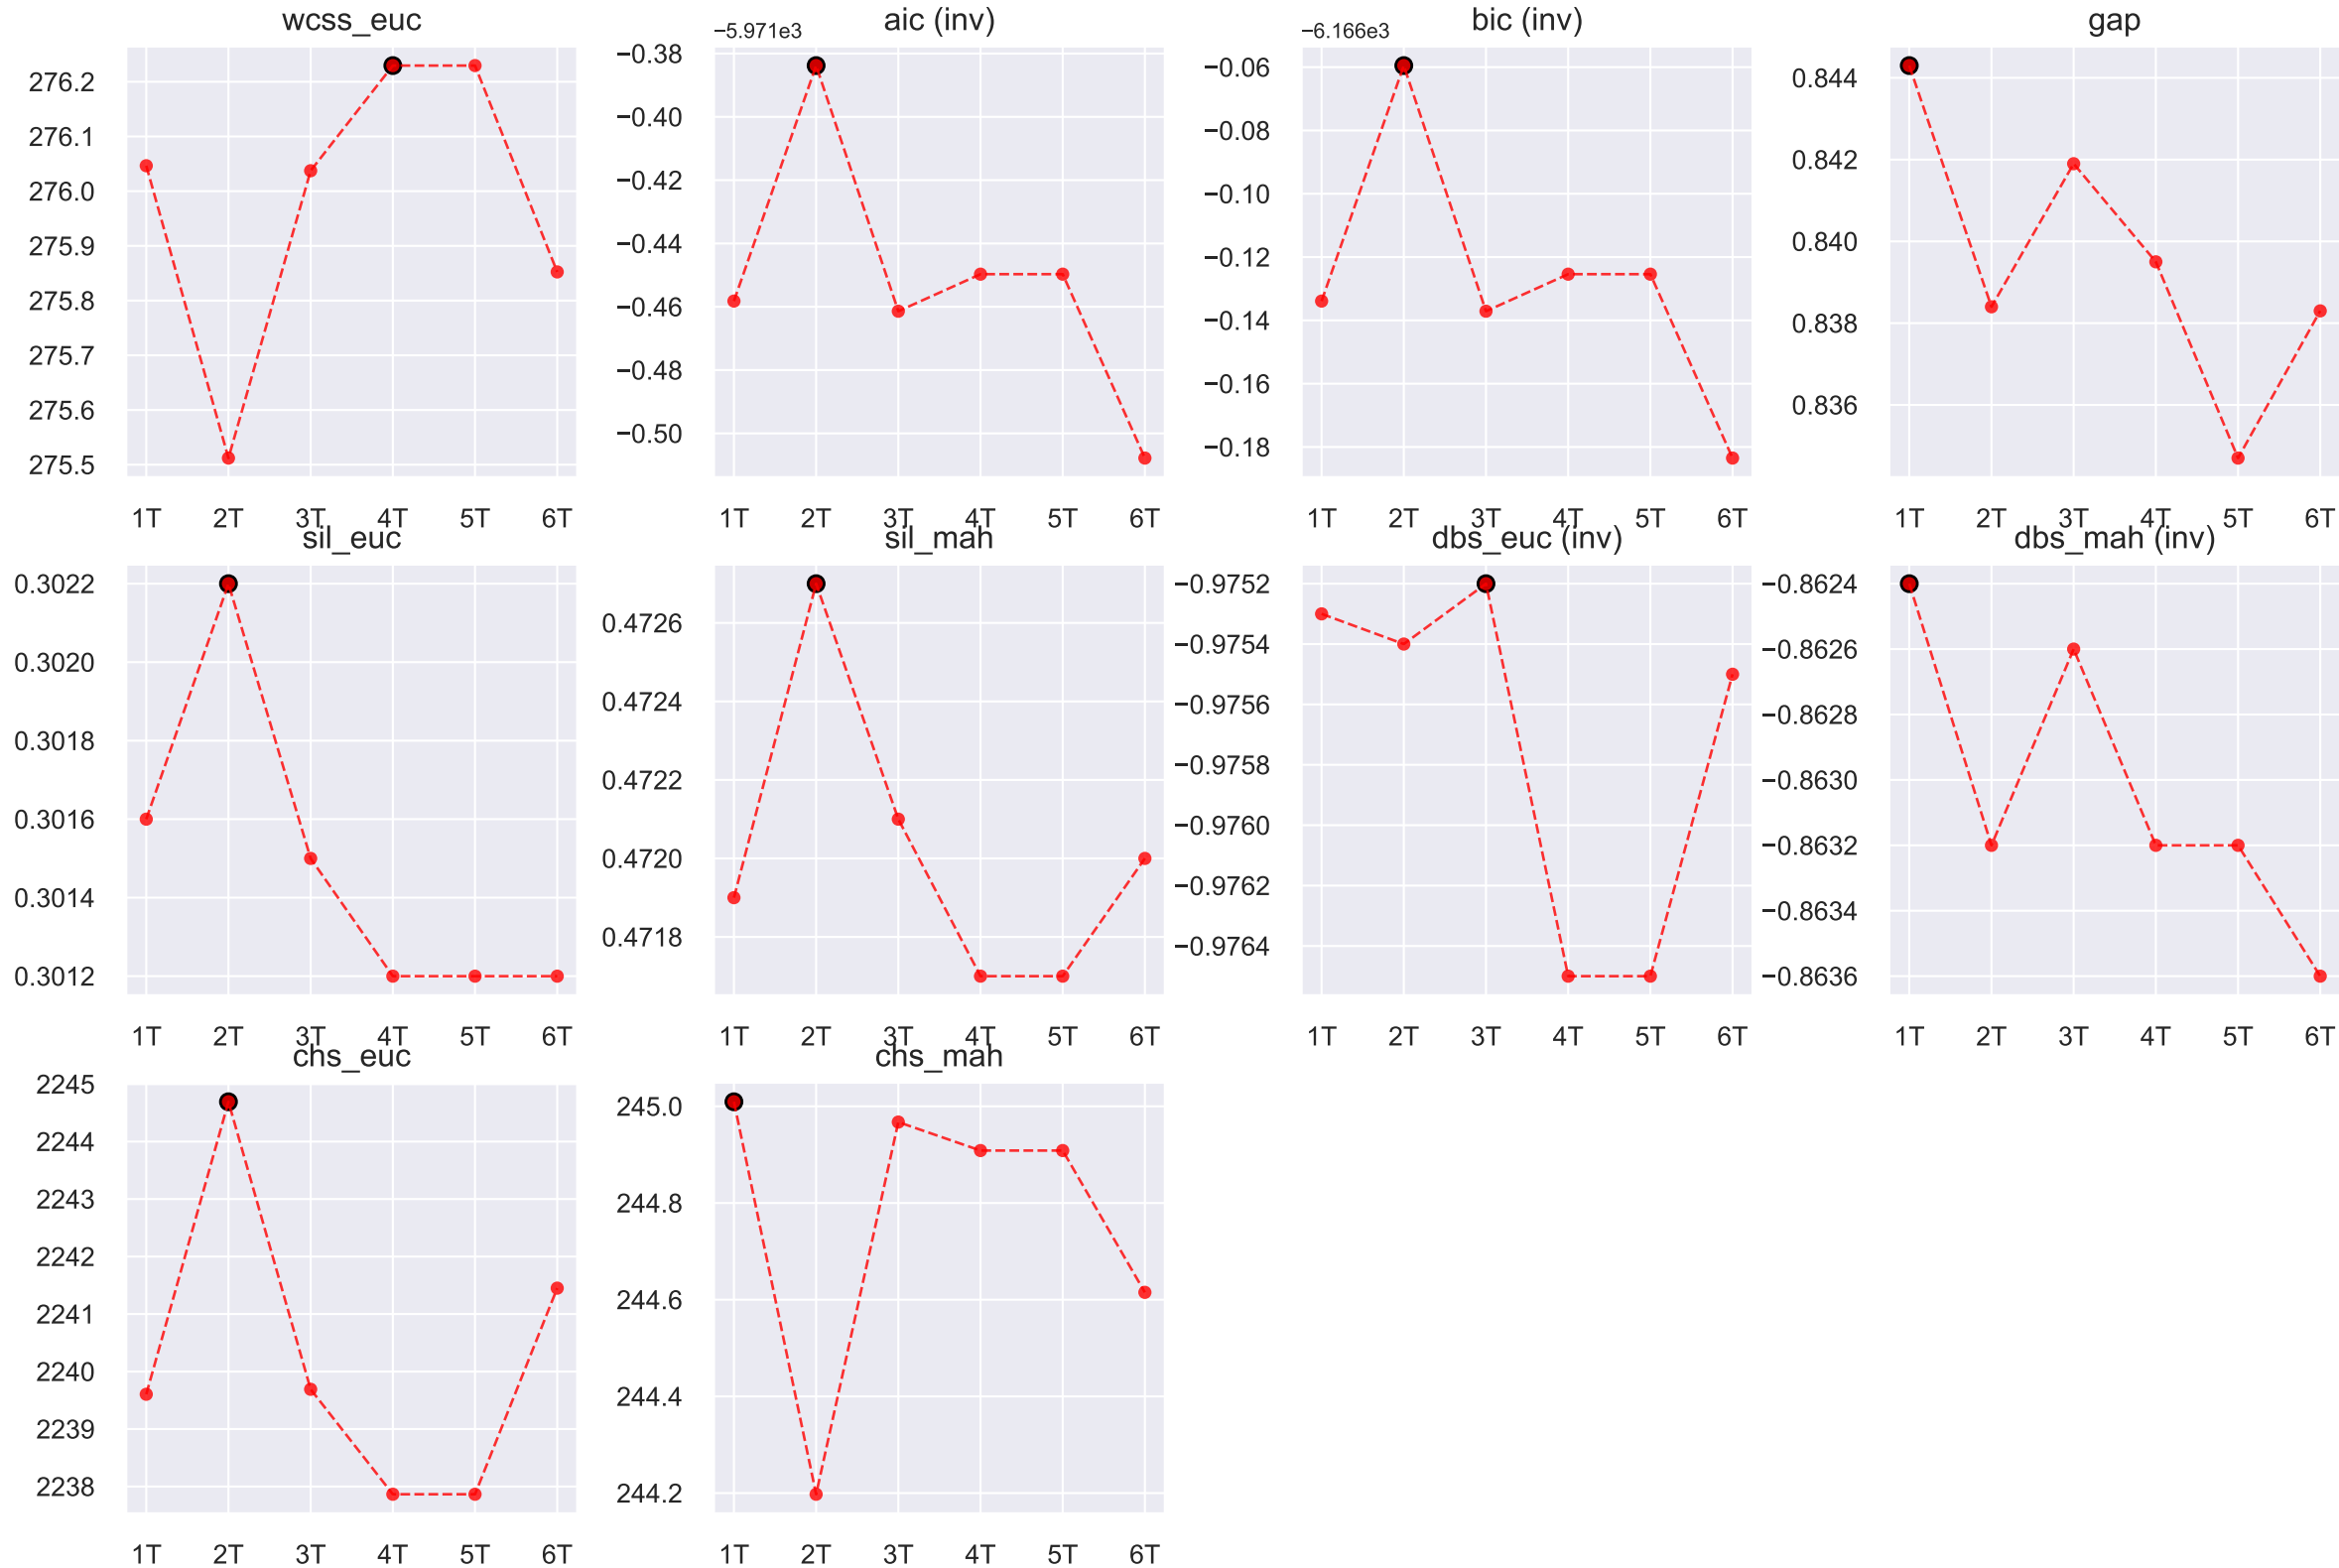 wcss_euc
276.2
276.1
276.0
275.9
275.8
275.7
275.6
275.5
1T 2T 3T 4T 5T 6T
aic (inv)
−5.971e3
−0.38
−0.40
−0.42
−0.44
−0.46
−0.48
−0.50
1T 2T 3T 4T 5T 6T
bic (inv)
−6.166e3
−0.06
−0.08
−0.10
−0.12
−0.14
−0.16
−0.18
1T 2T 3T 4T 5T 6T
gap
0.844
0.842
0.840
0.838
0.836
1T 2T 3T 4T 5T 6T
sil_euc
0.3022
0.3020
0.3018
0.3016
0.3014
0.3012
1T 2T 3T 4T 5T 6T
sil_mah
0.4726
0.4724
0.4722
0.4720
0.4718
1T 2T 3T 4T 5T 6T
dbs_euc (inv)
−0.9752
−0.9754
−0.9756
−0.9758
−0.9760
−0.9762
−0.9764
1T 2T 3T 4T 5T 6T
dbs_mah (inv)
−0.8624
−0.8626
−0.8628
−0.8630
−0.8632
−0.8634
−0.8636
1T 2T 3T 4T 5T 6T
chs_euc
2245
2244
2243
2242
2241
2240
2239
2238
1T 2T 3T 4T 5T 6T
chs_mah
245.0
244.8
244.6
244.4
244.2
1T 2T 3T 4T 5T 6T